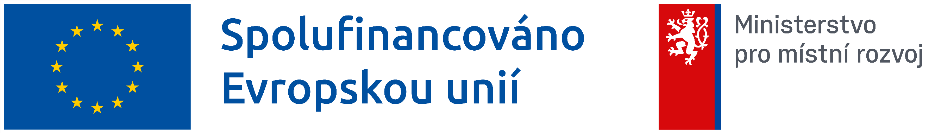 Spolufinancováno
Evropskou unií
Ministerstvo
pro místní rozvoj